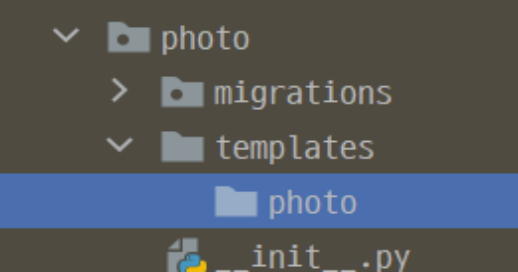 photo
migrations
templates
photo
__init__.py